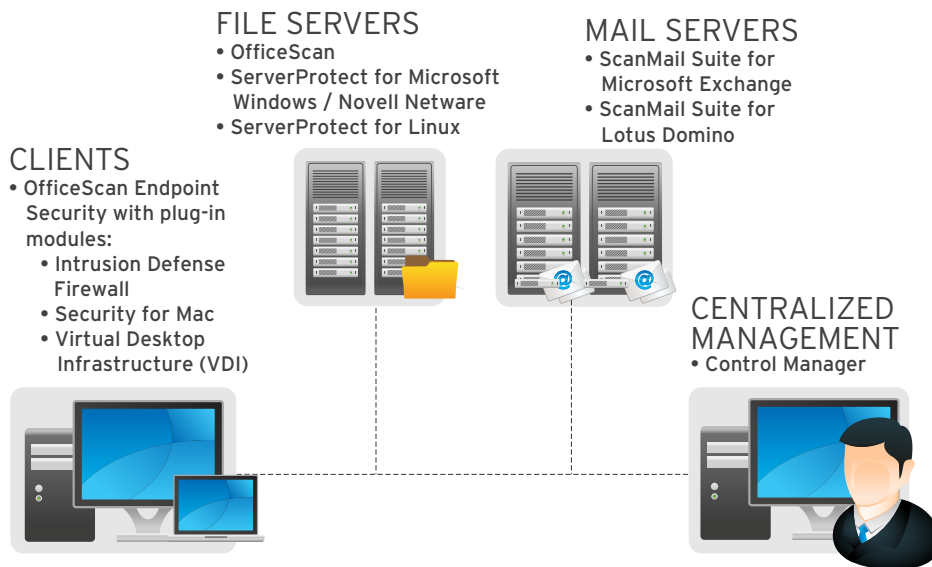 FILE SERVERS
• OfficeScan
• ServerProtect for Microsoft
Windows / Novell Netware
• ServerProtect for Linux
MAIL SERVERS
• ScanMail Suite for
Microsoft Exchange
• ScanMail Suite for
Lotus Domino
CLIENTS
• OfficeScan Endpoint
Security with plug-in
modules:
• Intrusion Defense
Firewall
• Security for Mac
• Virtual Desktop
Infrastructure (VDI)
CENTRALIZED
MANAGEMENT
• Control Manager
@
@